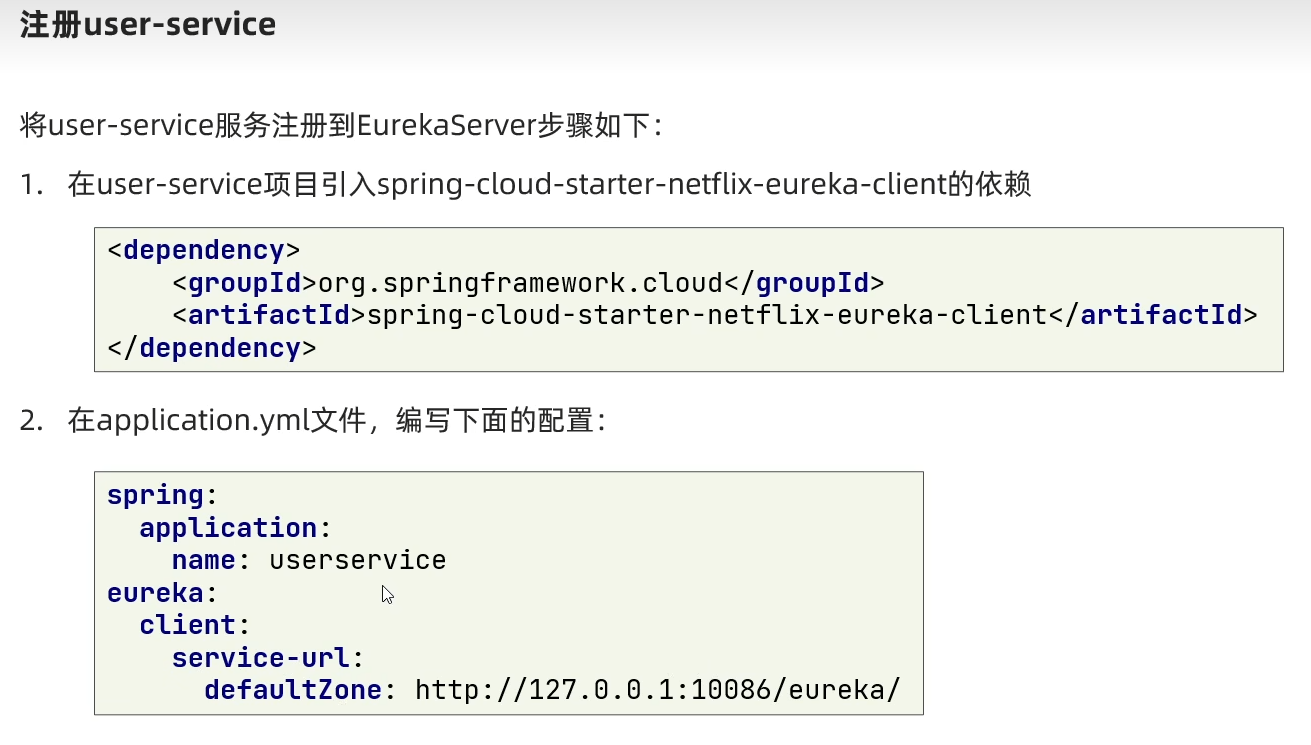 注册user-service
将user-service服务注册到EurekaServer步骤如下：
1. 在user-service项目引入spring-cloud-starter-netflix-eureka-client的依赖
<dependency>
    <groupId>org.springframework.cloud</groupId>
    <artifactId>spring-cloud-starter-netflix-eureka-client</artifactId>
</dependency>
2. 在application.yml文件，编写下面的配置：
spring:
  application:
    name: userservice
eureka:
  client:
    service-url:
      defaultZone: http://127.0.0.1:10086/eureka/